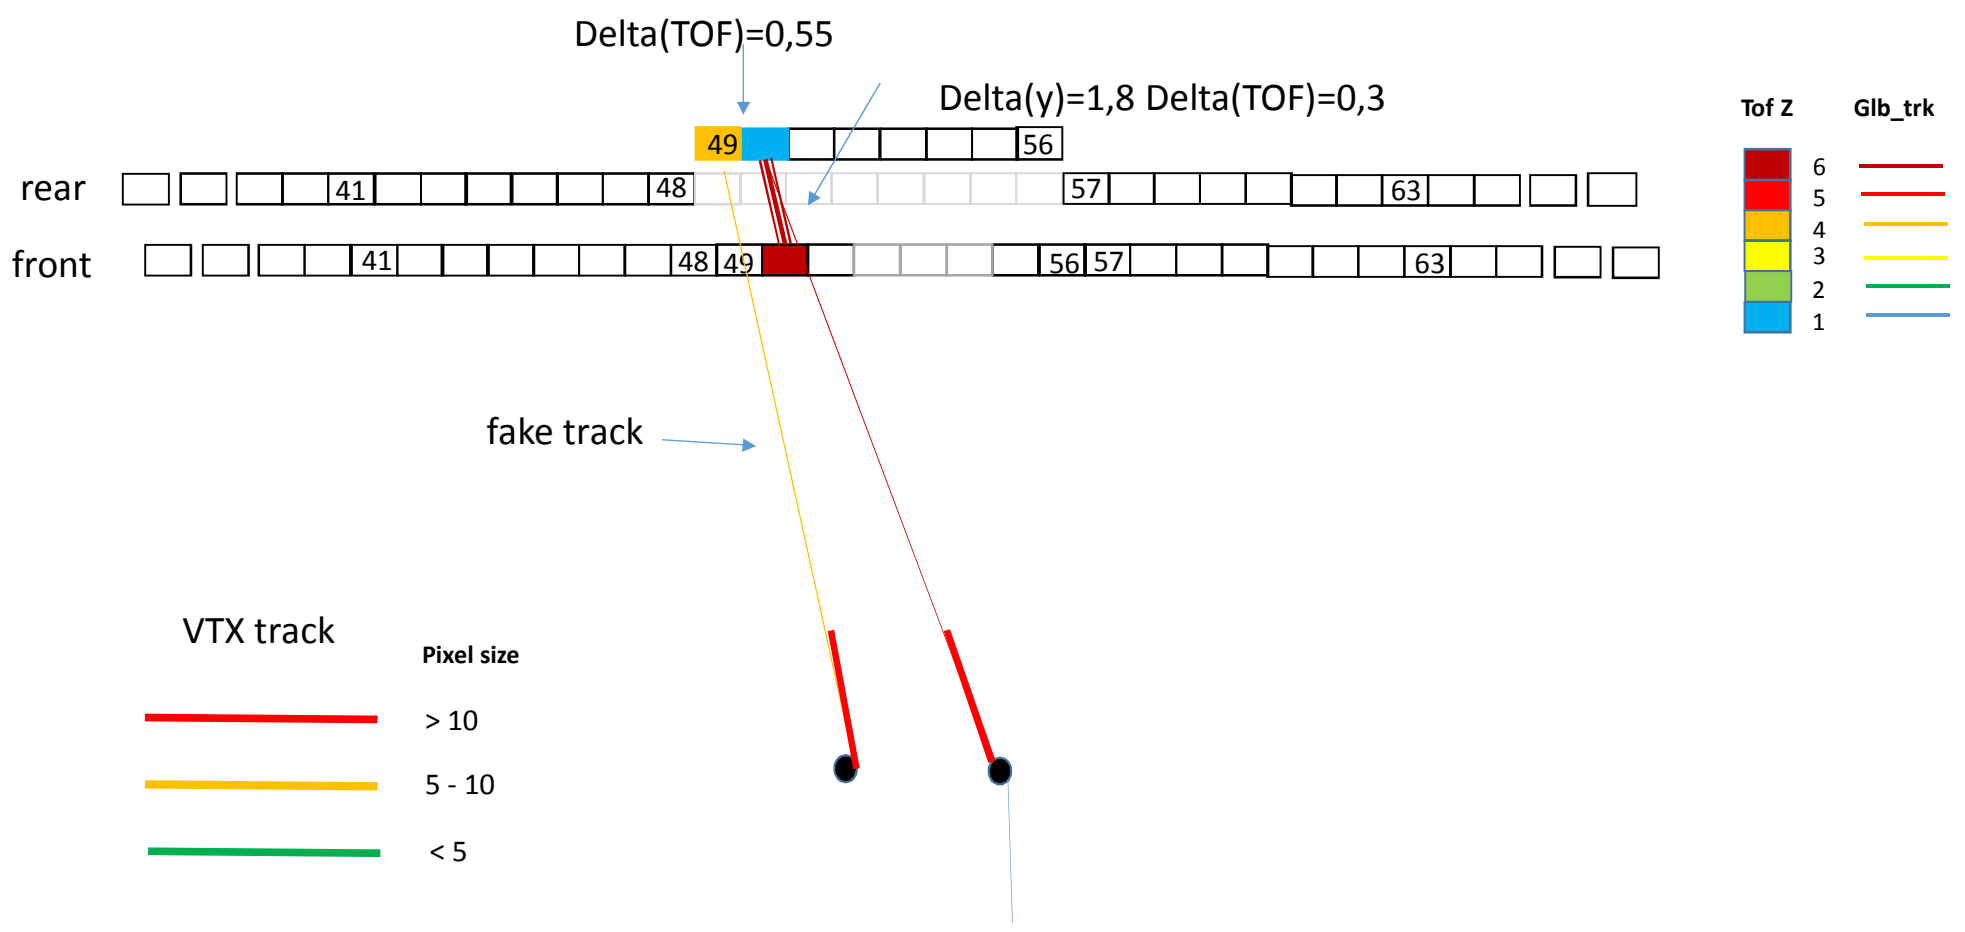 Delta(TOF)=0,55
Delta(y)=1,8 Delta(TOF)=0,3
Tof Z Glb_trk
49 56
rear 41 48 57 63
front 41 48 49 56 57 63
6
5
4
3
2
1
fake track
VTX track
Pixel size
> 10
5 - 10
< 5